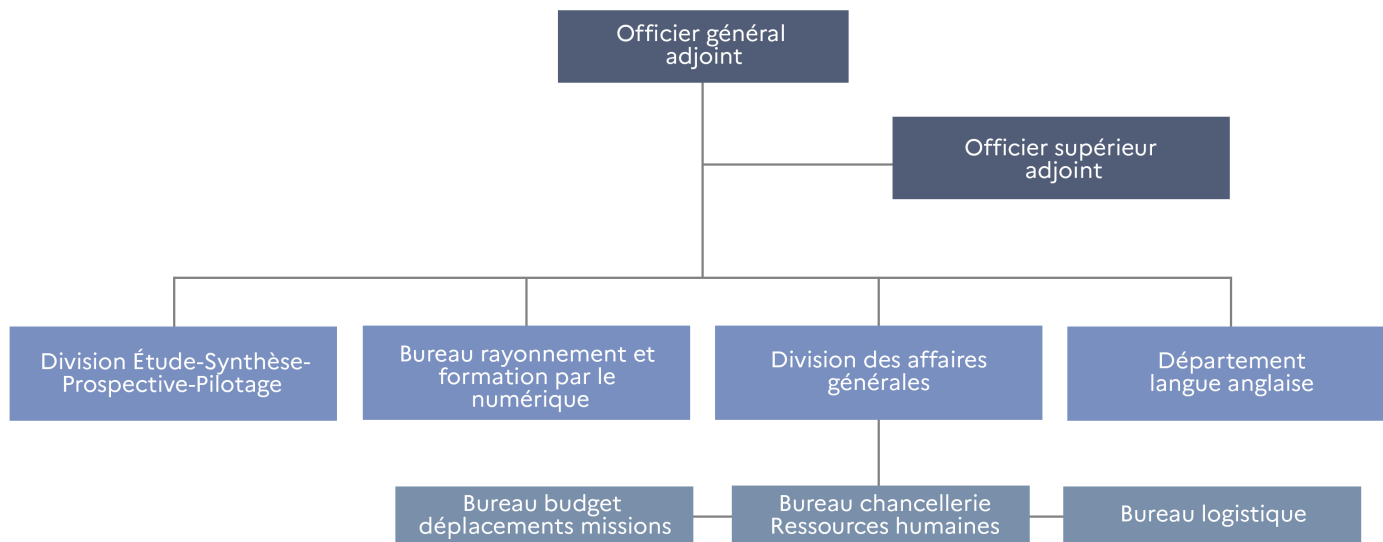 Officier général
adjoint
Officier supérieur
adjoint
Division Étude-Synthèse-
Prospective-Pilotage
Bureau rayonnement et
formation par le
numérique
Division des affaires
générales
Département
langue anglaise
Bureau budget
déplacements missions
Bureau chancellerie
Ressources humaines
Bureau logistique